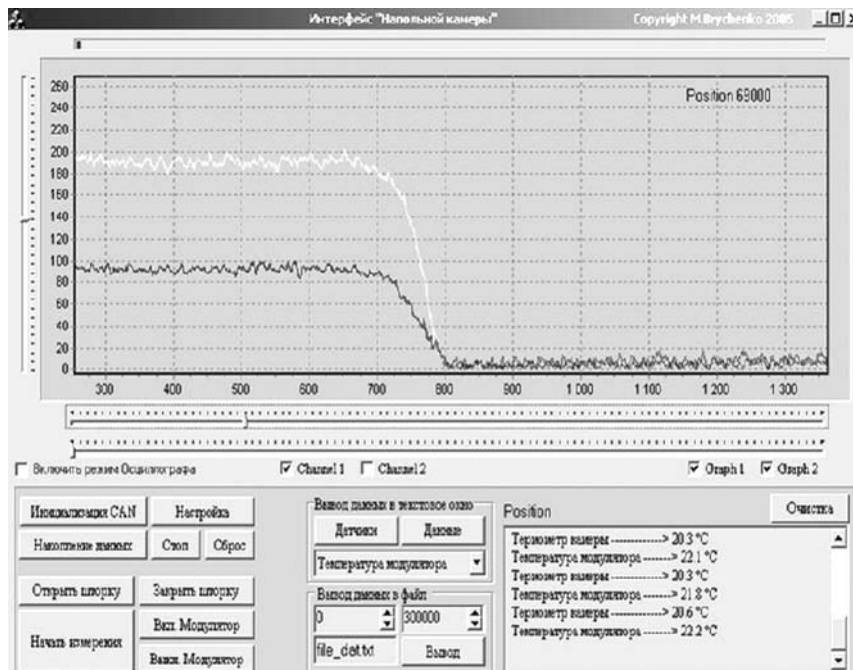 Интерфейс "Напольной камеры" Copyright M.Brychenko 2005
Position 69000
260
240
220
200
180
160
140
120
100
80
60
40
20
0
300 400 500 600 700 800 900 1 000 1 100 1 200 1 300
Включить режим Осциллографа Channel 1 Channel 2 Graph 1 Graph 2
Инициализация CAN Настройка
Накопление данных Стоп Сброс
Открыть шторку Закрыть шторку
Начать измерения Вкл. Модулятор
Выкл. Модулятор
Вывод данных в текстовое окно
Датчики Данные
Температура модулятора
Вывод данных в файл
0 300000
file_dat.txt Вывод
Position Очистка
Термометр камеры -------------> 20.3 °C
Температура модулятора --------> 22.1 °C
Термометр камеры -------------> 20.3 °C
Температура модулятора --------> 21.8 °C
Термометр камеры -------------> 20.6 °C
Температура модулятора --------> 22.2 °C